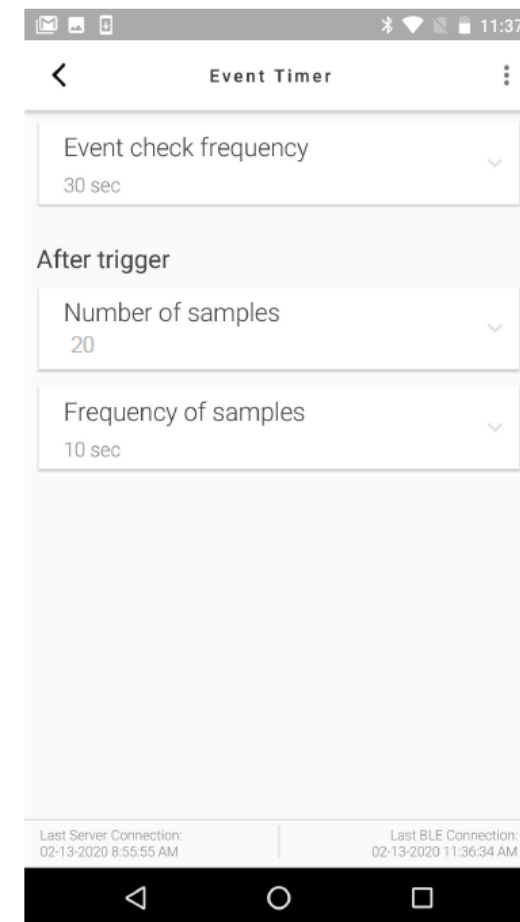 11:37
Event Timer
Event check frequency
30 sec
After trigger
Number of samples
20
Frequency of samples
10 sec
Last Server Connection:
02-13-2020 8:55:55 AM
Last BLE Connection:
02-13-2020 11:36:34 AM